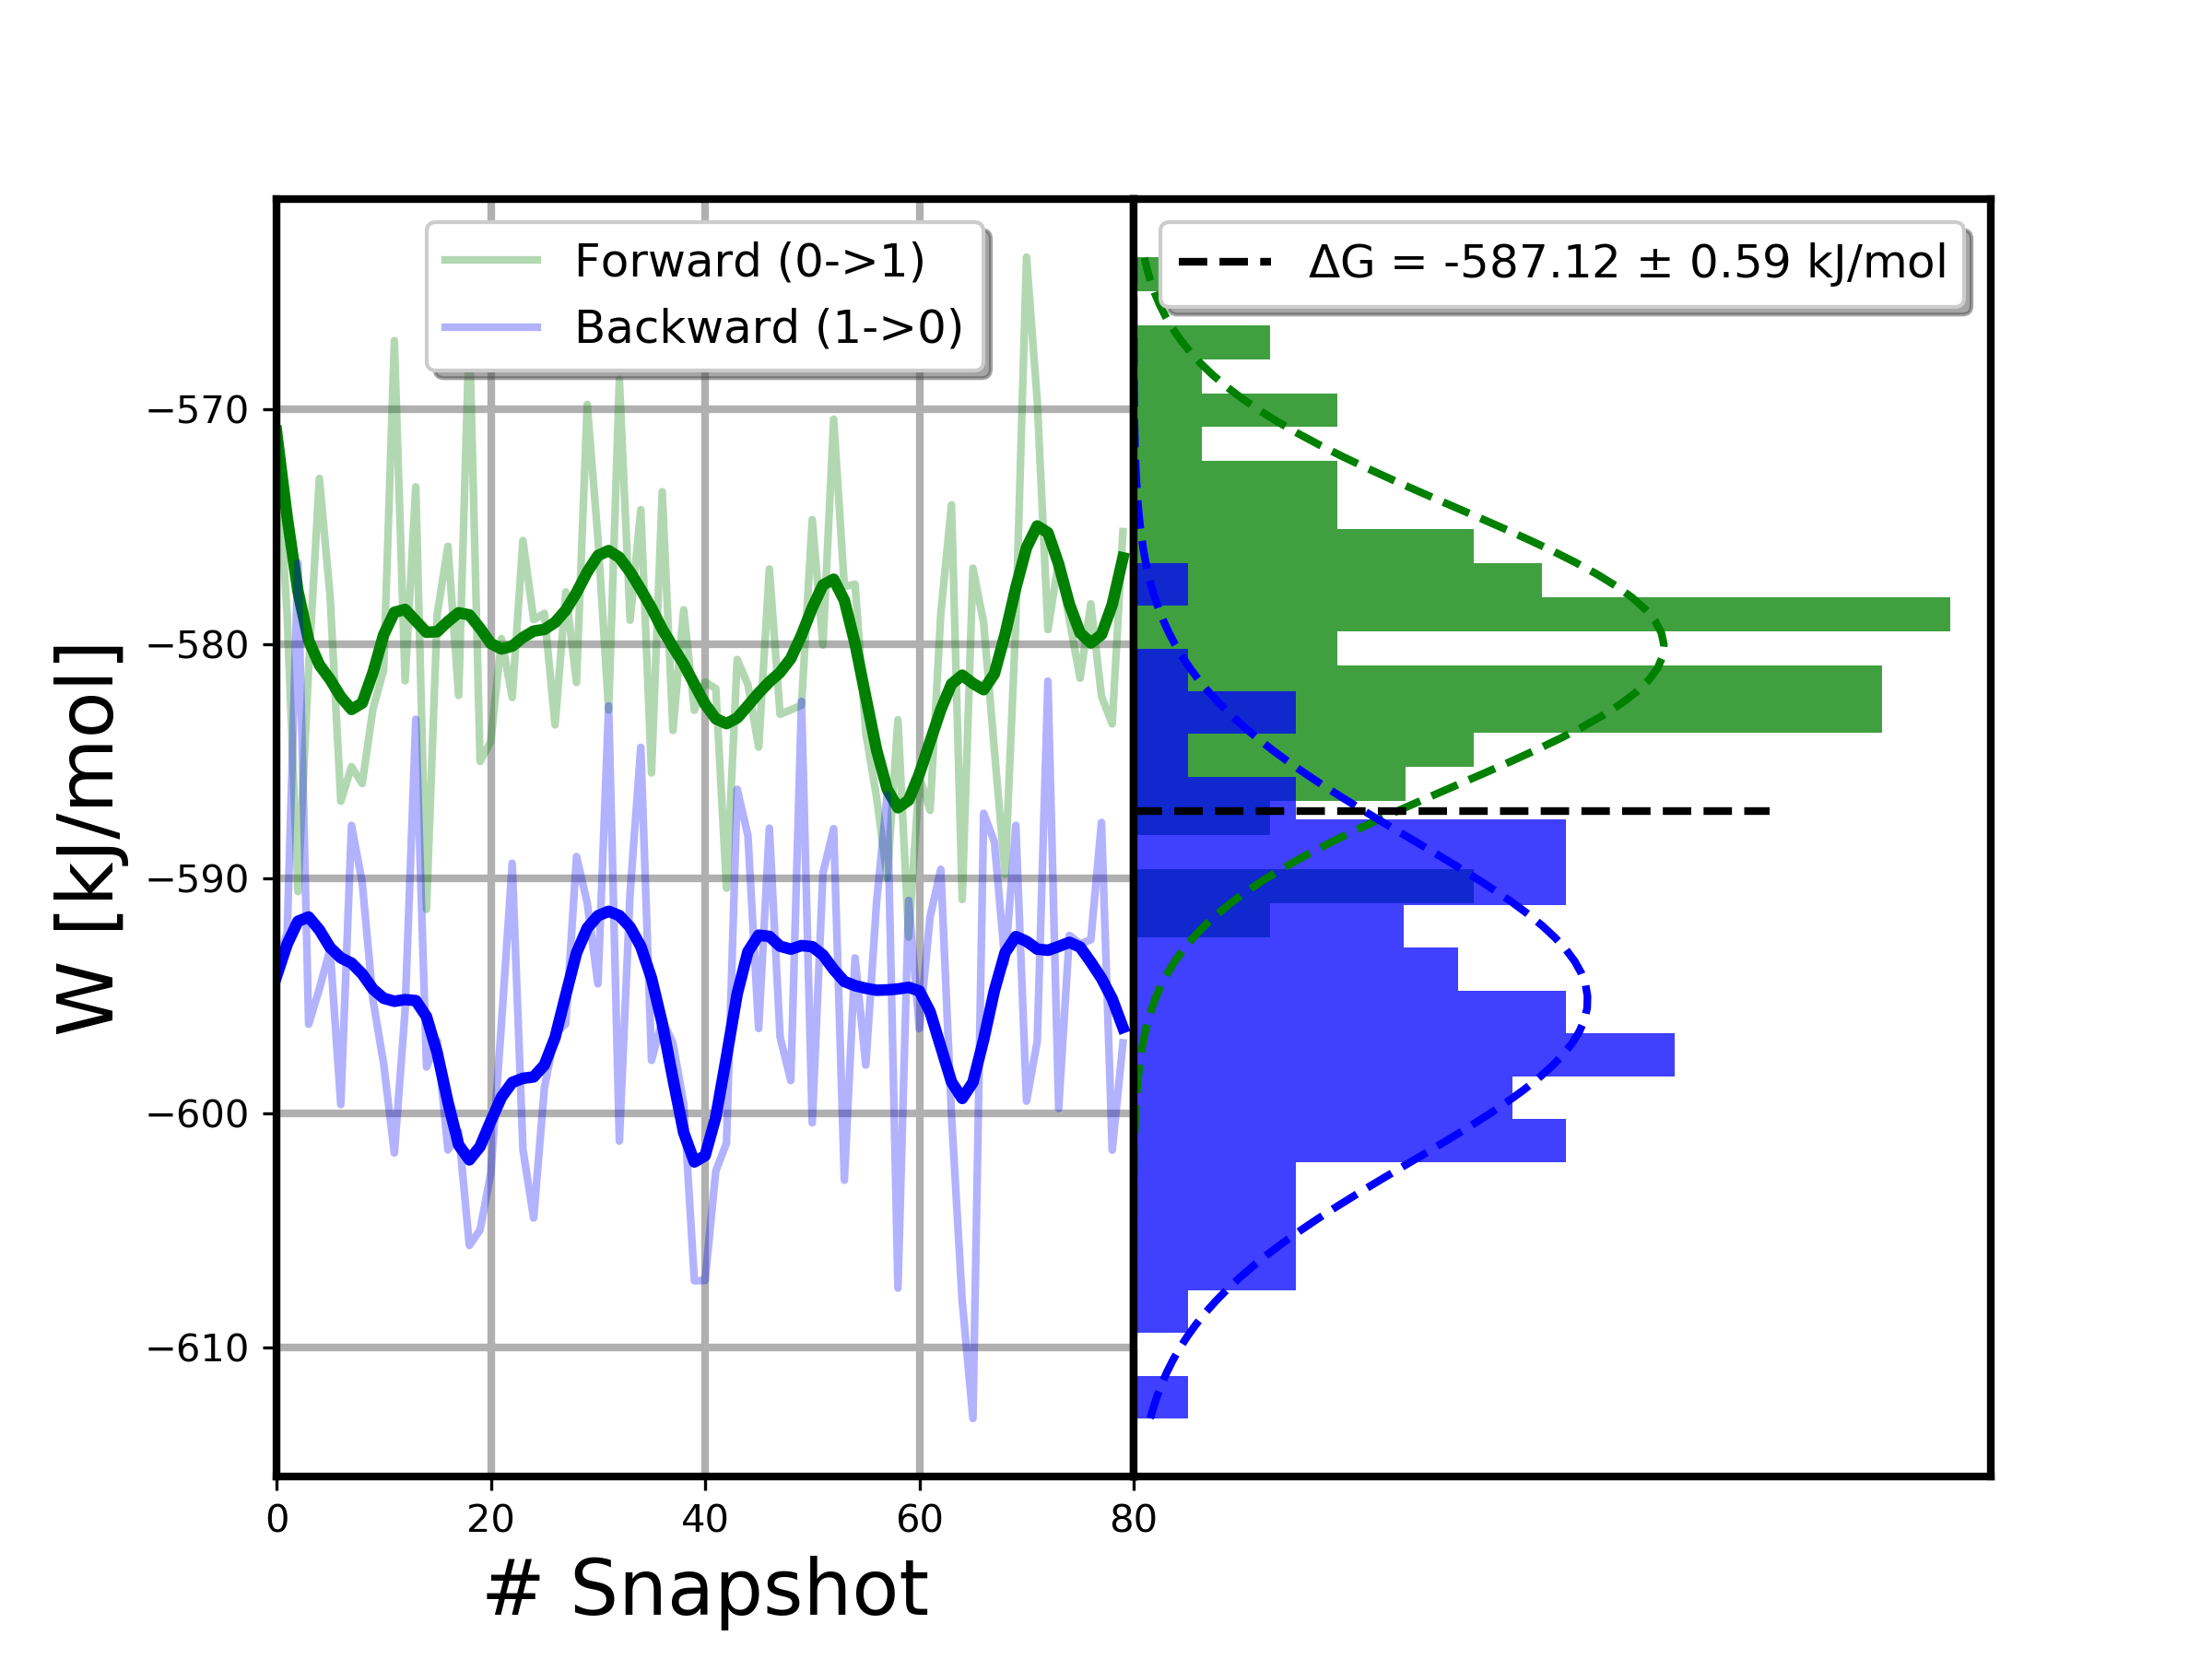 Forward (0->1)
Backward (1->0)
ΔG = -587.12 ± 0.59 kJ/mol
W [kJ/mol]
−570
−580
−590
−600
−610
0 20 40 60 80
# Snapshot